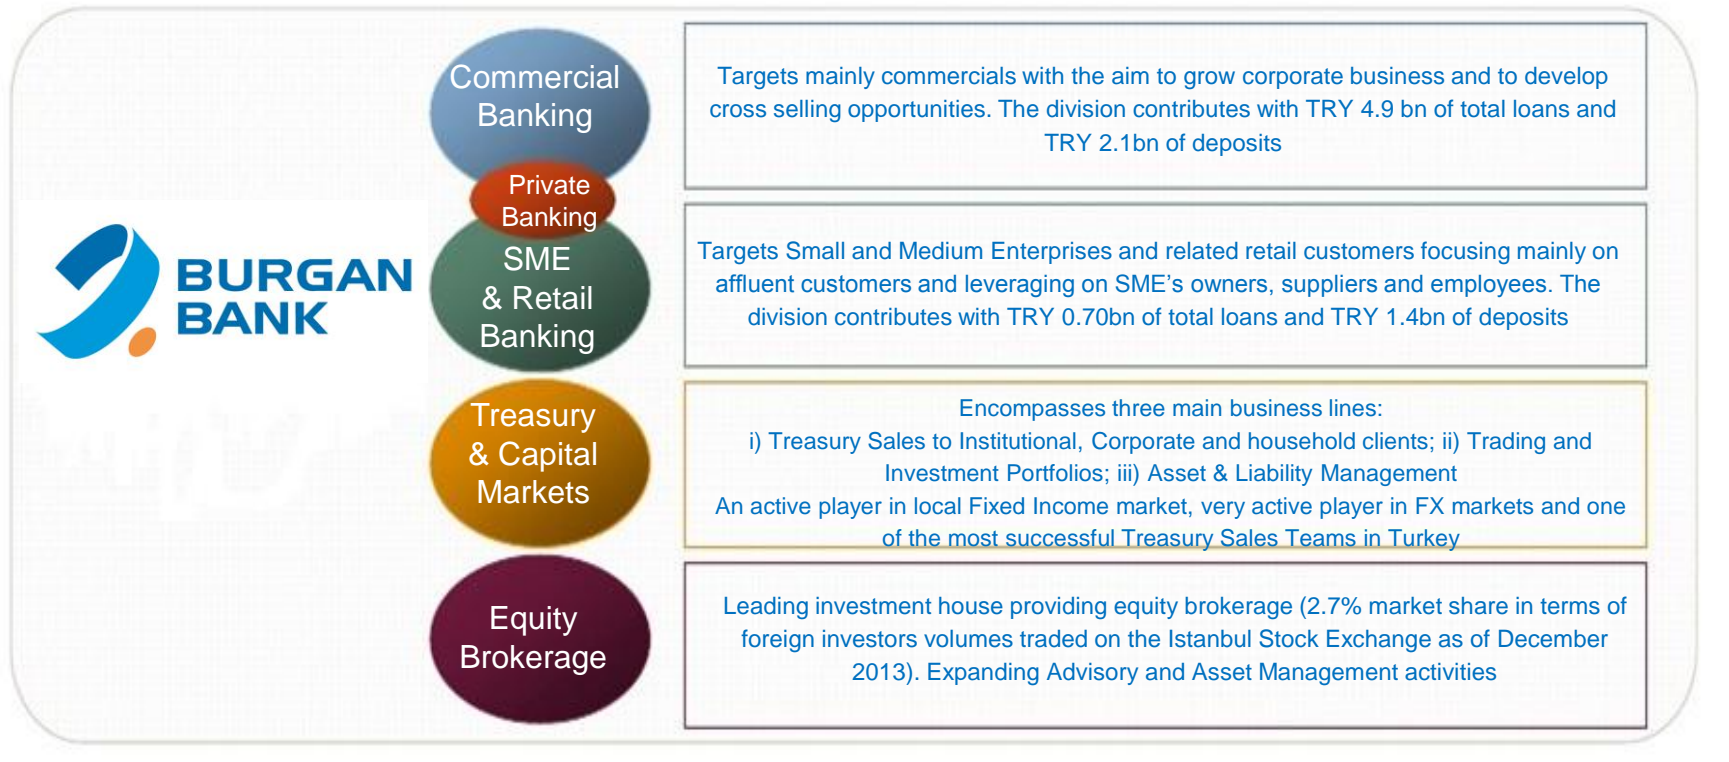 BURGAN
BANK
Commercial
Banking
Targets mainly commercials with the aim to grow corporate business and to develop
cross selling opportunities. The division contributes with TRY 4.9 bn of total loans and
TRY 2.1bn of deposits
Private
Banking
SME
& Retail
Banking
Targets Small and Medium Enterprises and related retail customers focusing mainly on
affluent customers and leveraging on SME’s owners, suppliers and employees. The
division contributes with TRY 0.70bn of total loans and TRY 1.4bn of deposits
Treasury
& Capital
Markets
Encompasses three main business lines:
i) Treasury Sales to Institutional, Corporate and household clients; ii) Trading and
Investment Portfolios; iii) Asset & Liability Management
An active player in local Fixed Income market, very active player in FX markets and one
of the most successful Treasury Sales Teams in Turkey
Equity
Brokerage
Leading investment house providing equity brokerage (2.7% market share in terms of
foreign investors volumes traded on the Istanbul Stock Exchange as of December
2013). Expanding Advisory and Asset Management activities